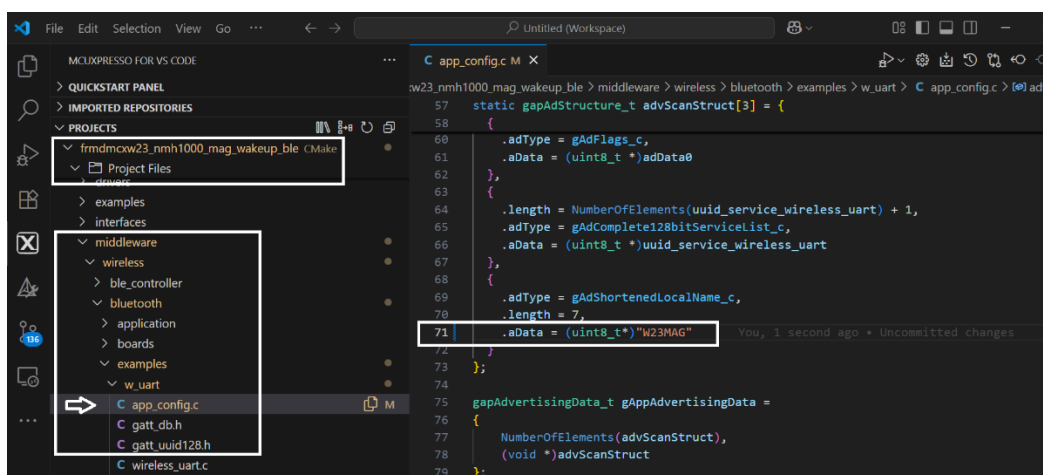 File Edit Selection View Go ··· Untitled (Workspace)
MCUXPRESSO FOR VS CODE ···
> QUICKSTART PANEL
> IMPORTED REPOSITORIES
PROJECTS
frmdmcxw23_nmh1000_mag_wakeup_ble CMake
Project Files
drivers
> examples
> interfaces
middleware
wireless
> ble_controller
bluetooth
> application
> boards
examples
w_uart
C app_config.c M
C gatt_db.h
C gatt_uuid128.h
C wireless_uart.c
136
C app_config.c M X
w23_nmh1000_mag_wakeup_ble > middleware > wireless > bluetooth > examples > w_uart > C app_config.c > ad
57 static gapAdStructure_t advScanStruct[3] = {
58 {
60 .adType = gAdFlags_c,
61 .aData = (uint8_t *)adData0
62 },
63 {
64 .length = NumberOfElements(uuid_service_wireless_uart) + 1,
65 .adType = gAdComplete128bitServiceList_c,
66 .aData = (uint8_t *)uuid_service_wireless_uart
67 },
68 {
69 .adType = gAdShortenedLocalName_c,
70 .length = 7,
71 .aData = (uint8_t*)"W23MAG" You, 1 second ago • Uncommitted changes
72 }
73 };
74
75 gapAdvertisingData_t gAppAdvertisingData =
76 {
77 NumberOfElements(advScanStruct),
78 (void *)advScanStruct
79 };